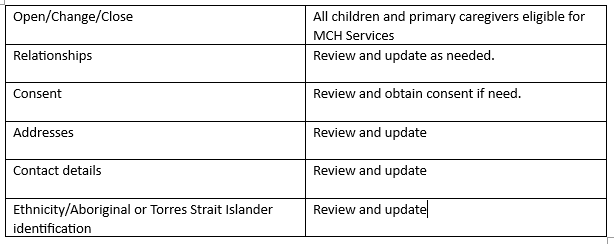 Open/Change/Close
All children and primary caregivers eligible for
MCH Services
Relationships
Review and update as needed.
Consent
Review and obtain consent if need.
Addresses
Review and update
Contact details
Review and update
Ethnicity/Aboriginal or Torres Strait Islander
identification
Review and update